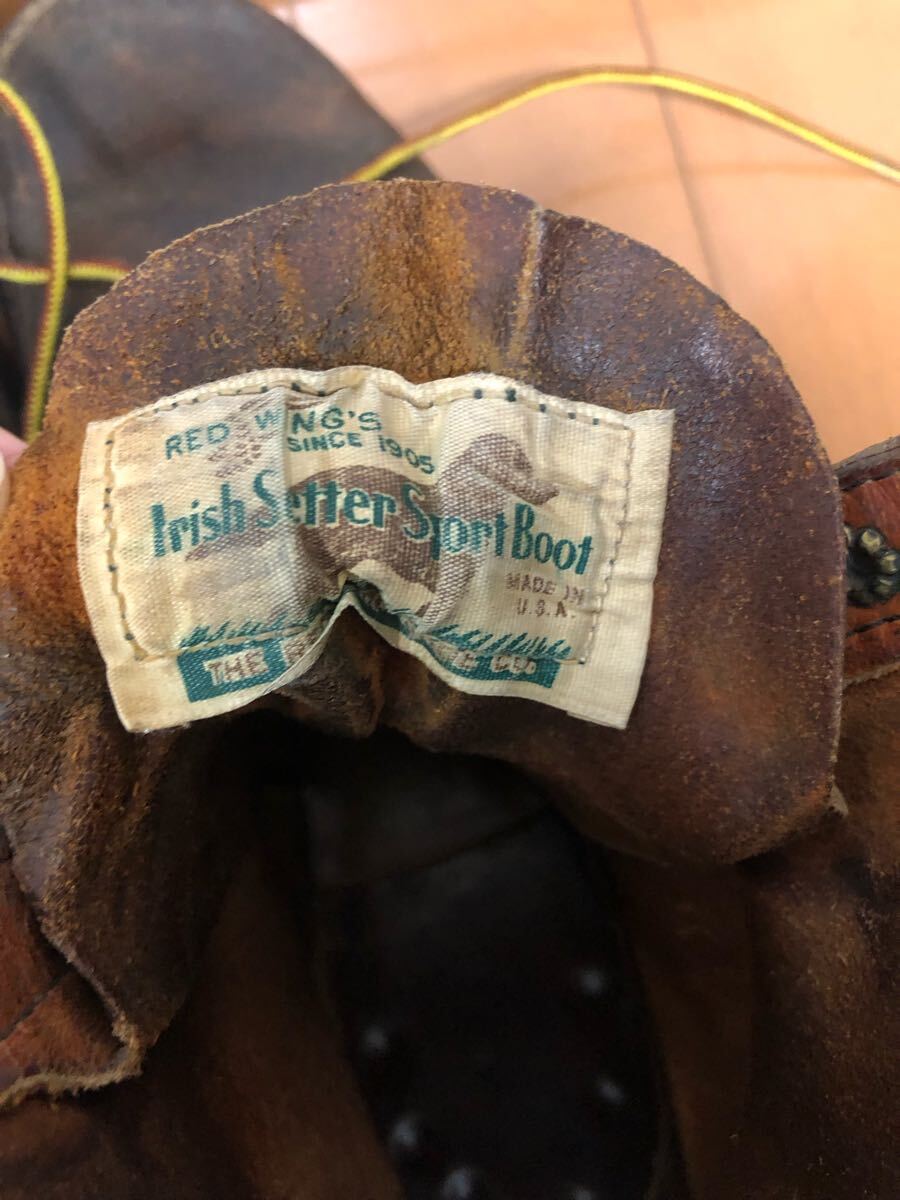 RED WING'S
SINCE 1905
Irish Setter Sport Boot
MADE IN
U.S.A.
THE